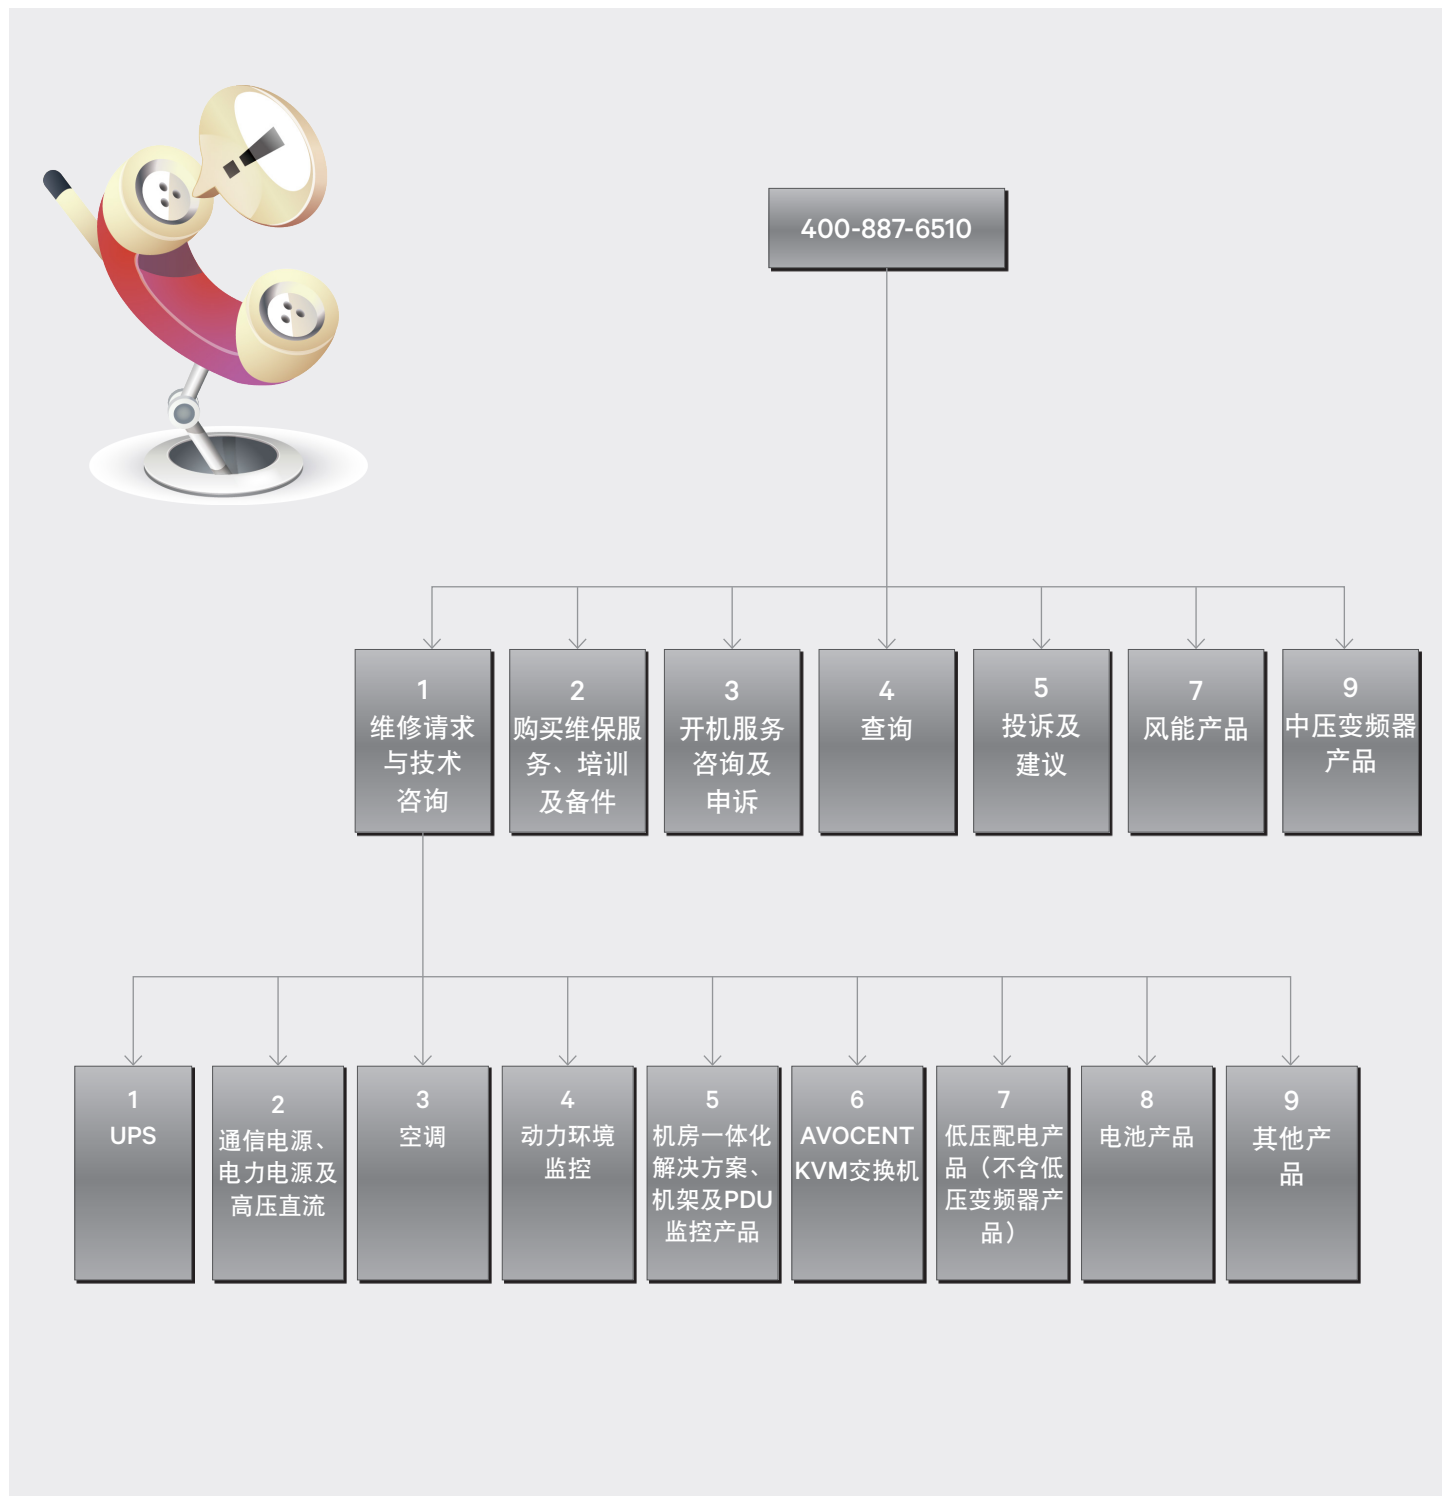 400-887-6510
1
维修请求
与技术
咨询
2
购买维保服
务、培训
及备件
3
开机服务
咨询及
申诉
4
查询
5
投诉及
建议
7
风能产品
9
中压变频器
产品
1
UPS
2
通信电源、
电力电源及
高压直流
3
空调
4
动力环境
监控
5
机房一体化
解决方案、
机架及PDU
监控产品
6
AVOCENT
KVM交换机
7
低压配电产
品（不含低
压变频器产
品）
8
电池产品
9
其他产
品